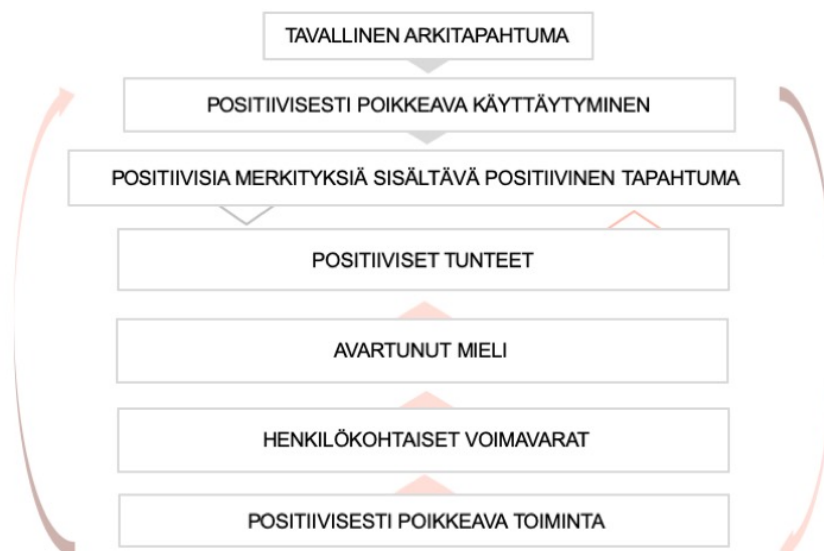 TAVALLINEN ARKITAPAHTUMA
POSITIIVISESTI POIKKEAVA KÄYTTÄYTYMINEN
POSITIIVISIA MERKITYKSIÄ SISÄLTÄVÄ POSITIIVINEN TAPAHTUMA
POSITIIVISET TUNTEET
AVARTUNUT MIELI
HENKILÖKOHTAISET VOIMAVARAT
POSITIIVISESTI POIKKEAVA TOIMINTA